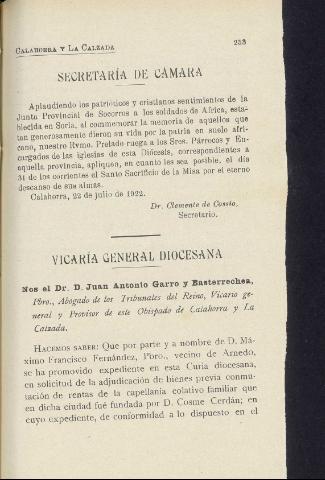 CALAHORRA Y LA CALZADA 253
SECRETARÍA DE CÁMARA
Aplaudiendo los patrióticos y cristianos sentimientos de la
Junta Provincial de Socorros a los soldados de Africa, esta-
blecida en Soria, al conmemorar la memoria de aquellos que
tan generosamente dieron su vida por la patria en suelo afri-
cano, nuestro Rvmo. Prelado ruega a los Sres. Párrocos y En-
cargados de las iglesias de esta Diócesis, correspondientes a
aquella provincia, apliquen, en cuanto les sea posible, el día
31 de los corrientes el Santo Sacrificio de la Misa por el eterno
descanso de sus almas.
Calahorra, 22 de julio de 1922.
Dr. Clemente de Cossio,
Secretario.
VICARÍA GENERAL DIOCESANA
Nos el Dr. D. Juan Antonio Garro y Basterrechea,
Pbro., Abogado de los Tribunales del Reino, Vicario ge-
neral y Provisor de este Obispado de Calahorra y La
Calzada.
HACEMOS SABER: Que por parte y a nombre de D. Má-
ximo Francisco Fernández, Pbro., vecino de Arnedo,
se ha promovido expediente en esta Curia diocesana,
en solicitud de la adjudicación de bienes previa conmu-
tación de rentas de la capellanía colativo familiar que
en dicha ciudad fué fundada por D. Cosme Cerdán; en
cuyo expediente, de conformidad a lo dispuesto en el